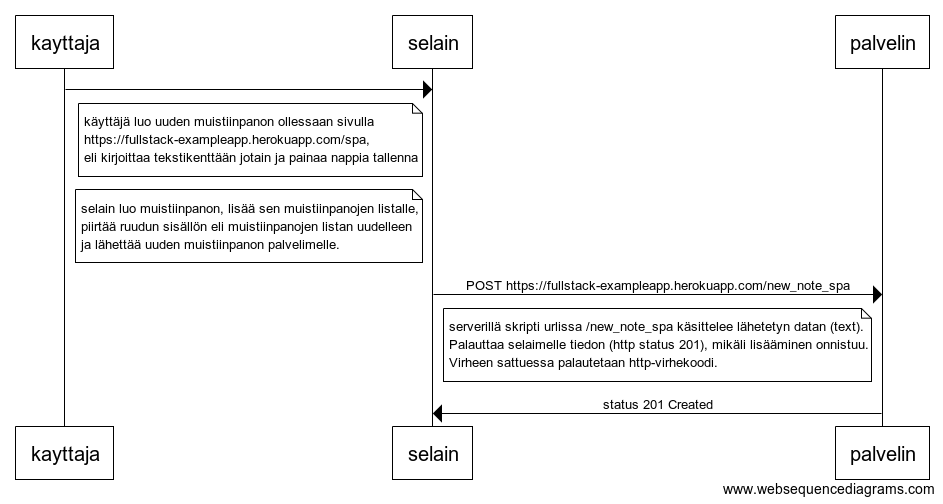 kayttaja
selain
palvelin
käyttäjä luo uuden muistiinpanon ollessaan sivulla
https://fullstack-exampleapp.herokuapp.com/spa,
eli kirjoittaa tekstikenttään jotain ja painaa nappia tallenna
selain luo muistiinpanon, lisää sen muistiinpanojen listalle,
piirtää ruudun sisällön eli muistiinpanojen listan uudelleen
ja lähettää uuden muistiinpanon palvelimelle.
POST https://fullstack-exampleapp.herokuapp.com/new_note_spa
serverillä skripti urlissa /new_note_spa käsittelee lähetetyn datan (text).
Palauttaa selaimelle tiedon (http status 201), mikäli lisääminen onnistuu.
Virheen sattuessa palautetaan http-virhekoodi.
status 201 Created
kayttaja
selain
palvelin
www.websequencediagrams.com